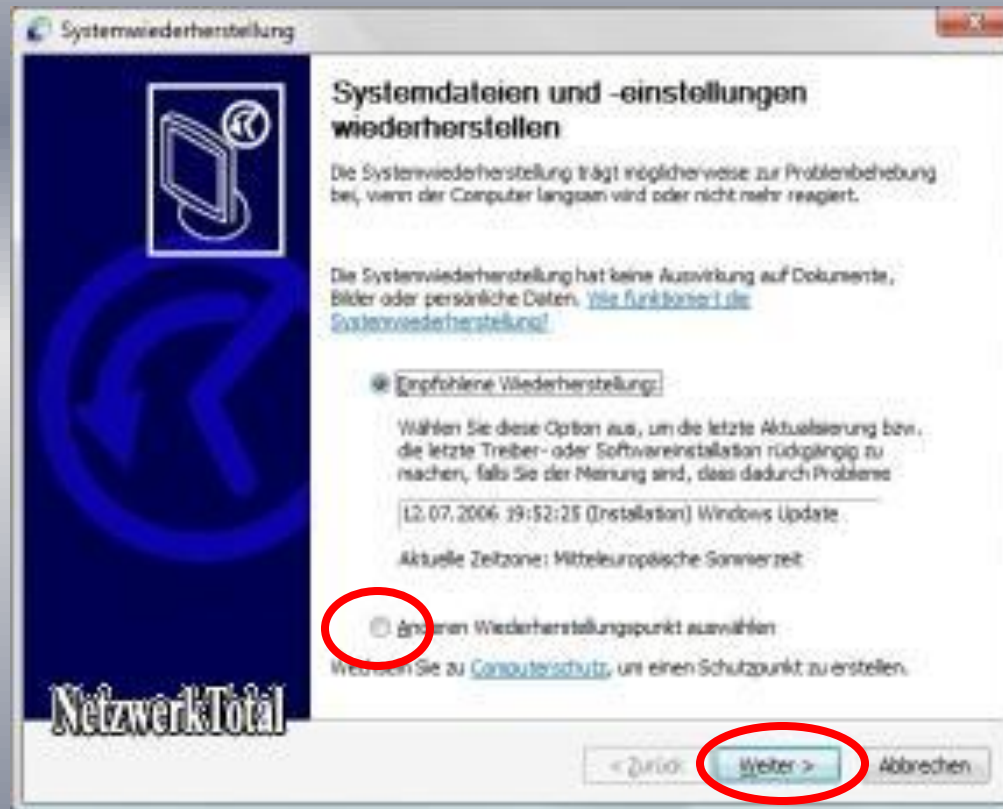 Systemwiederherstellung
Systemdateien und -einstellungen
wiederherstellen
Die Systemwiederherstellung trägt möglicherweise zur Problembehebung
bei, wenn der Computer langsam wird oder nicht mehr reagiert.
Die Systemwiederherstellung hat keine Auswirkung auf Dokumente,
Bilder oder persönliche Daten. Wie funktioniert die
Systemwiederherstellung?
Empfohlene Wiederherstellung:
Wählen Sie diese Option aus, um die letzte Aktualisierung bzw.
die letzte Treiber- oder Softwareinstallation rückgängig zu
machen, falls Sie der Meinung sind, dass dadurch Probleme
12.07.2006 19:52:25 (Installation) Windows Update
Aktuelle Zeitzone: Mitteleuropäische Sommerzeit
Anderen Wiederherstellungspunkt auswählen
Wechseln Sie zu Computerschutz, um einen Schutzpunkt zu erstellen.
NetzwerkTotal
< Zurück
Weiter >
Abbrechen